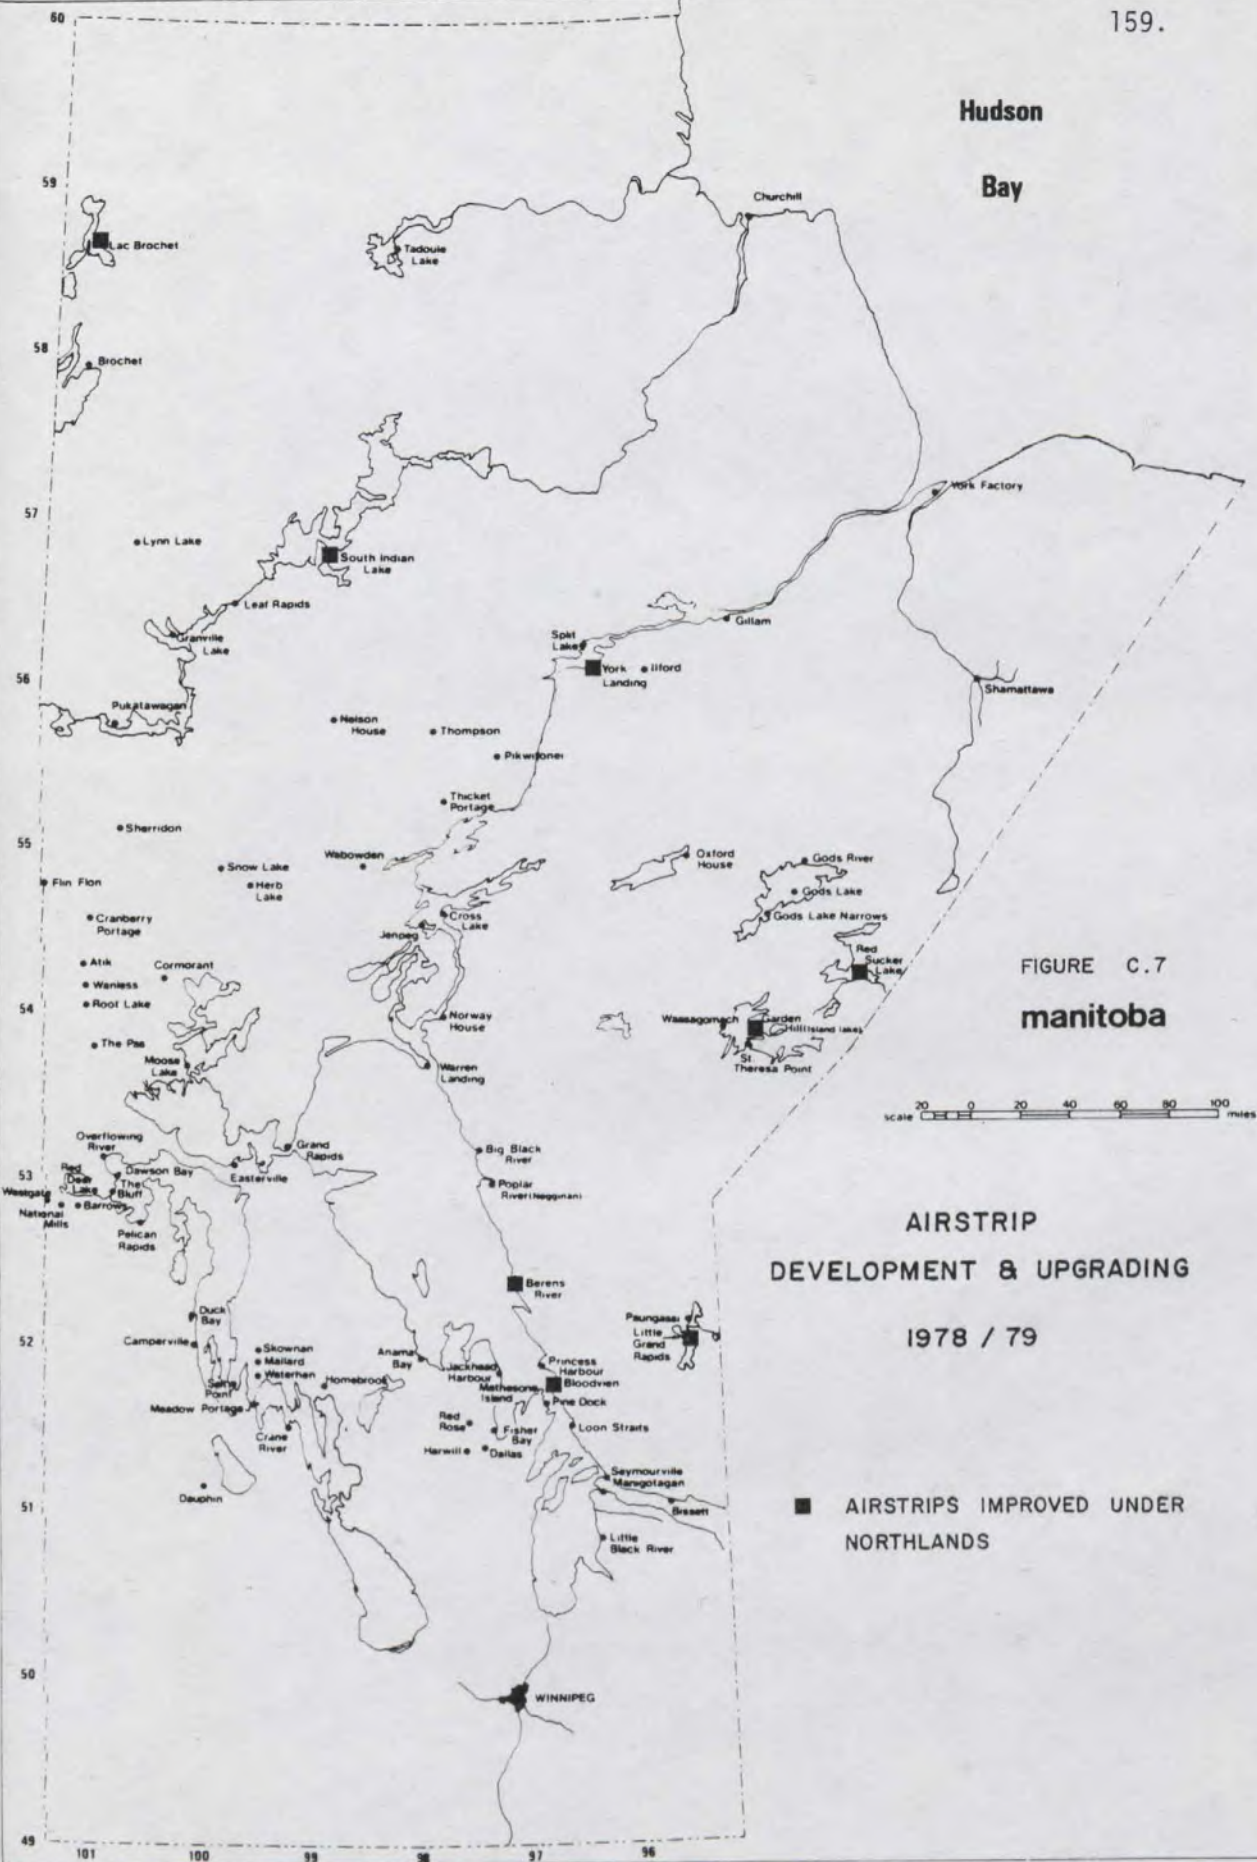 159.
60
Hudson
Bay
59
Churchill
Lac Brochet
Tadoule
Lake
58
Brochet
57
York Factory
Lynn Lake
South Indian
Lake
Leaf Rapids
Granville
Lake
Gillam
Split
Lake
York
Landing
Ilford
56
Shamattawa
Pukatawagan
Nelson
House
Thompson
Pikwitonei
Thicket
Portage
Sherridon
55
Snow Lake
Wabowden
Oxford
House
Gods River
Flin Flon
Herb
Lake
Gods Lake
Cranberry
Portage
Cross
Lake
Gods Lake Narrows
Jenpeg
Atik
Cormorant
Red
Sucker
Lake
FIGURE C.7
Wanless
Root Lake
54
Norway
House
Waasagomach
Garden
Hill(Island lake)
manitoba
The Pas
Moose
Lake
Warren
Landing
St.
Theresa Point
scale 20 0 20 40 60 80 100 miles
Overflowing
River
Grand
Rapids
Big Black
River
53
Red
Deer
Lake
Dawson Bay
The
Bluff
Easterville
Poplar
River(Negginan)
Westgate
National
Mills
Barrows
Pelican
Rapids
AIRSTRIP
DEVELOPMENT & UPGRADING
1978 / 79
Berens
River
Duck
Bay
Paungassi
Little
Grand
Rapids
52
Camperville
Skownan
Mallard
Waterhen
Anama
Bay
Jackhead
Harbour
Princess
Harbour
Bloodvien
Salt
Point
Homebrook
Matheson
Island
Meadow Portage
Pine Dock
Crane
River
Red
Rose
Fisher
Bay
Loon Straits
Harwill
Dallas
Dauphin
Seymourville
Manigotagan
51
Bissett
AIRSTRIPS IMPROVED UNDER
NORTHLANDS
Little
Black River
50
WINNIPEG
49
101 100 99 98 97 96